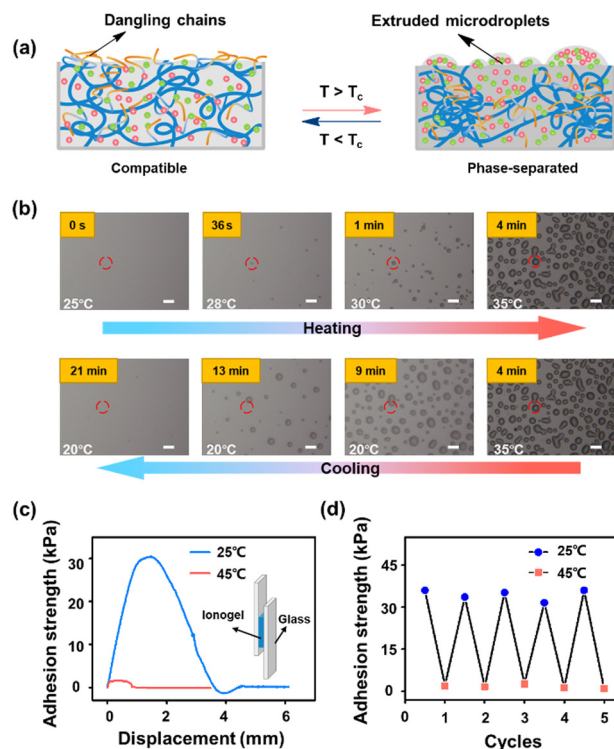 Dangling chains
Extruded microdroplets
(a)
T > Tc
T < Tc
Compatible
Phase-separated
(b)
0 s
36 s
1 min
4 min
25°C
28°C
30°C
35°C
Heating
21 min
13 min
9 min
4 min
20°C
20°C
20°C
35°C
Cooling
(c)
Adhesion strength (kPa)
30
20
10
0
25℃
45℃
Ionogel
Glass
0
2
4
6
Displacement (mm)
(d)
Adhesion strength (kPa)
45
30
15
0
25℃
45℃
0
1
2
3
4
5
Cycles